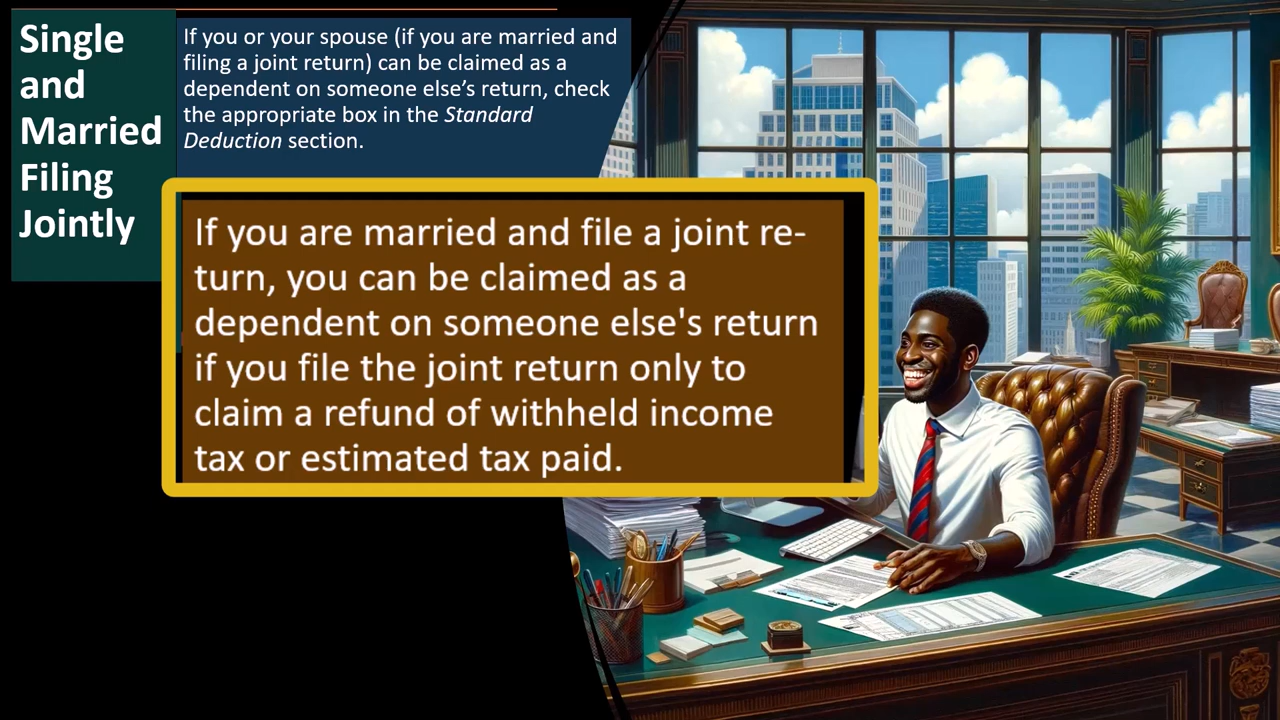 Single
and
Married
Filing
Jointly
If you or your spouse (if you are married and
filing a joint return) can be claimed as a
dependent on someone else’s return, check
the appropriate box in the Standard
Deduction section.
If you are married and file a joint re-
turn, you can be claimed as a
dependent on someone else's return
if you file the joint return only to
claim a refund of withheld income
tax or estimated tax paid.